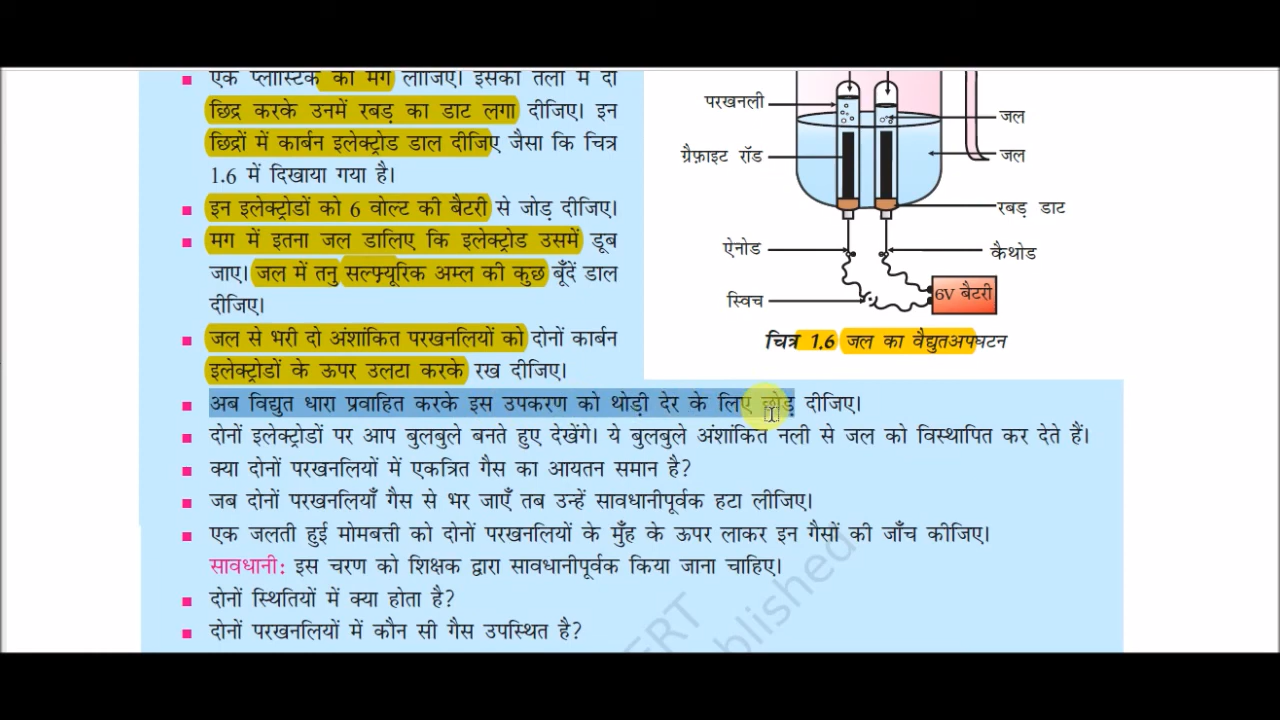 एक प्लास्टिक का मग लीजिए। इसकी तली में दो
छिद्र करके उनमें रबड़ का डाट लगा दीजिए। इन
छिद्रों में कार्बन इलेक्ट्रोड डाल दीजिए जैसा कि चित्र
1.6 में दिखाया गया है।
इन इलेक्ट्रोडों को 6 वोल्ट की बैटरी से जोड़ दीजिए।
मग में इतना जल डालिए कि इलेक्ट्रोड उसमें डूब
जाए। जल में तनु सल्फ्यूरिक अम्ल की कुछ बूँदें डाल
दीजिए।
जल से भरी दो अंशांकित परखनलियों को दोनों कार्बन
इलेक्ट्रोडों के ऊपर उलटा करके रख दीजिए।
परखनली
जल
ग्रैफ़ाइट रॉड
जल
रबड़ डाट
ऐनोड
कैथोड
6V बैटरी
स्विच
चित्र 1.6 जल का वैद्युतअपघटन
अब विद्युत धारा प्रवाहित करके इस उपकरण को थोड़ी देर के लिए छोड़ दीजिए।
दोनों इलेक्ट्रोडों पर आप बुलबुले बनते हुए देखेंगे। ये बुलबुले अंशांकित नली से जल को विस्थापित कर देते हैं।
क्या दोनों परखनलियों में एकत्रित गैस का आयतन समान है?
जब दोनों परखनलियाँ गैस से भर जाएँ तब उन्हें सावधानीपूर्वक हटा लीजिए।
एक जलती हुई मोमबत्ती को दोनों परखनलियों के मुँह के ऊपर लाकर इन गैसों की जाँच कीजिए।
सावधानी: इस चरण को शिक्षक द्वारा सावधानीपूर्वक किया जाना चाहिए।
दोनों स्थितियों में क्या होता है?
दोनों परखनलियों में कौन सी गैस उपस्थित है?